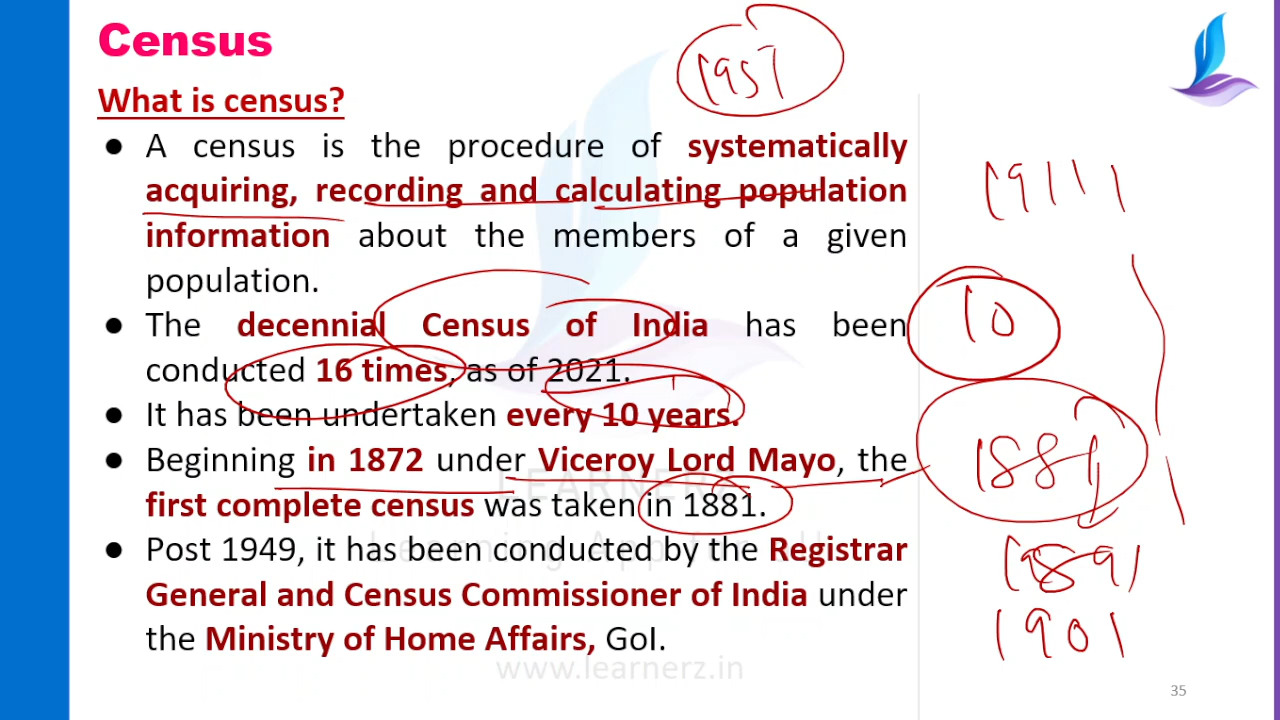 Census
1957
What is census?
● A census is the procedure of systematically
acquiring, recording and calculating population
information about the members of a given
population.
● The decennial Census of India has been
conducted 16 times, as of 2021.
● It has been undertaken every 10 years.
● Beginning in 1872 under Viceroy Lord Mayo, the
first complete census was taken in 1881.
● Post 1949, it has been conducted by the Registrar
General and Census Commissioner of India under
the Ministry of Home Affairs, GoI.
1911
10
1881
1901
LEARNERZ
Learning App for
www.learnerz.in
35